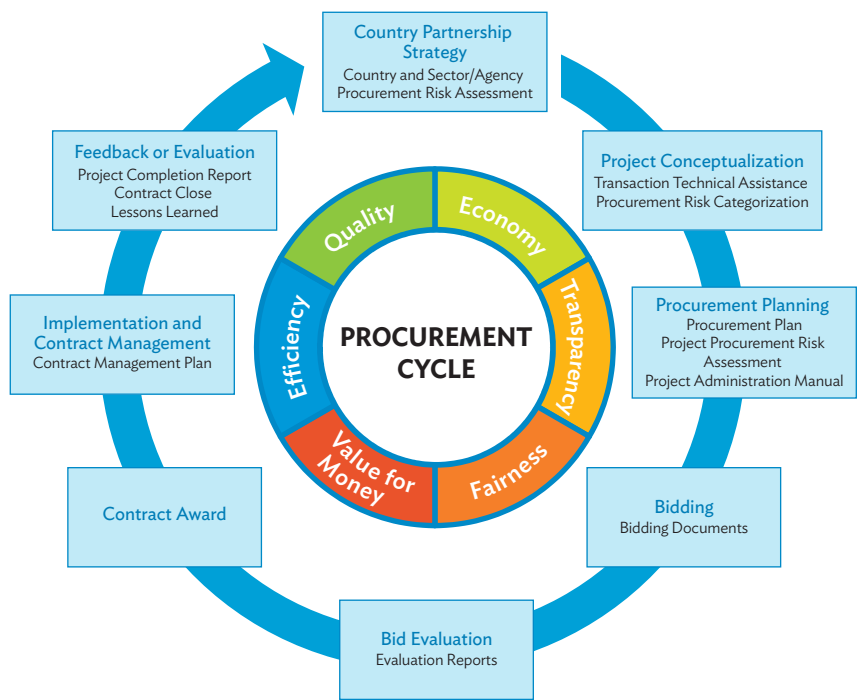 Country Partnership
Strategy
Country and Sector/Agency
Procurement Risk Assessment
Project Conceptualization
Transaction Technical Assistance
Procurement Risk Categorization
Procurement Planning
Procurement Plan
Project Procurement Risk
Assessment
Project Administration Manual
Bidding
Bidding Documents
Bid Evaluation
Evaluation Reports
Contract Award
Implementation and
Contract Management
Contract Management Plan
Feedback or Evaluation
Project Completion Report
Contract Close
Lessons Learned
Quality
Economy
Transparency
Fairness
Value for
Money
Efficiency
PROCUREMENT
CYCLE